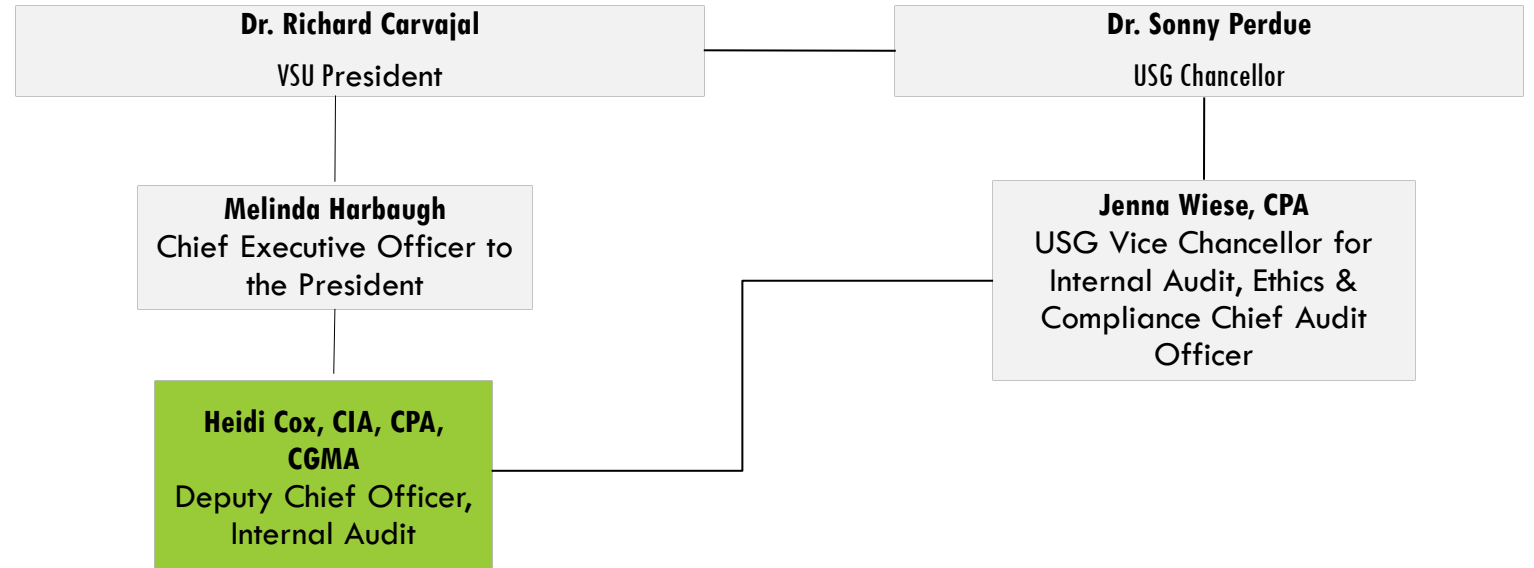 Dr. Richard Carvajal
VSU President
Dr. Sonny Perdue
USG Chancellor
Melinda Harbaugh
Chief Executive Officer to
the President
Jenna Wiese, CPA
USG Vice Chancellor for
Internal Audit, Ethics &
Compliance Chief Audit
Officer
Heidi Cox, CIA, CPA,
CGMA
Deputy Chief Officer,
Internal Audit